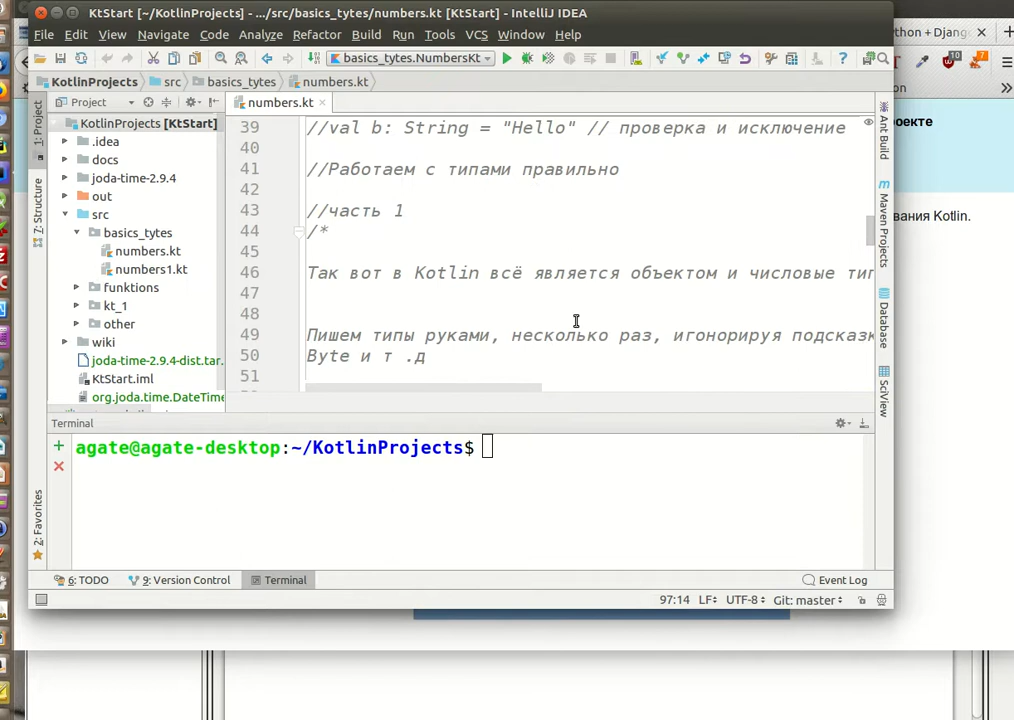 KtStart [~/KotlinProjects] - .../src/basics_tytes/numbers.kt [KtStart] - IntelliJ IDEA
File Edit View Navigate Code Analyze Refactor Build Run Tools VCS Window Help
basics_tytes.NumbersKt
KotlinProjects src basics_tytes numbers.kt
Project
numbers.kt
KotlinProjects [KtStart]
.idea
docs
joda-time-2.9.4
out
src
basics_tytes
numbers.kt
numbers1.kt
funktions
kt_1
other
wiki
joda-time-2.9.4-dist.tar.
KtStart.iml
org.joda.time.DateTime
39 //val b: String = "Hello" // проверка и исключение
40
41 //Работаем с типами правильно
42
43 //часть 1
44 /*
45
46 Так вот в Kotlin всё является объектом и числовые тип
47
48
49 Пишем типы руками, несколько раз, игонорируя подсказк
50 Byte и т .д
51
1: Project
7: Structure
2: Favorites
Ant Build
Maven Projects
Database
SciView
Terminal
agate@agate-desktop:~/KotlinProjects$
6: TODO 9: Version Control Terminal Event Log
97:14 LF UTF-8 Git: master
ython + Djang
10 7
on
роекте
вания Kotlin.